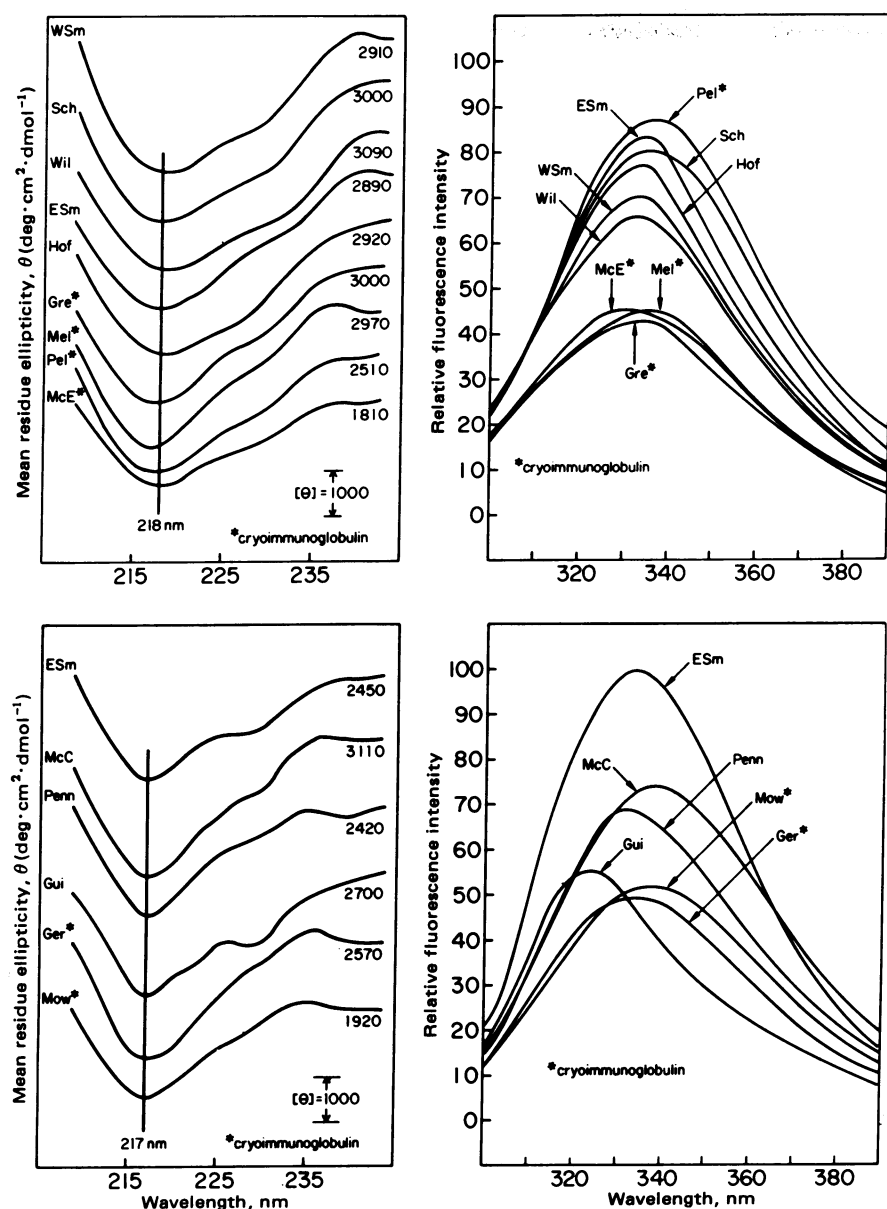 Mean residue ellipticity, θ (deg·cm²·dmol⁻¹)
WSm
Sch
Wil
ESm
Hof
Gre*
Mel*
Pel*
McE*
2910
3000
3090
2890
2920
3000
2970
2510
1810
[Θ]=1000
218 nm
*cryoimmunoglobulin
215
225
235
Relative fluorescence intensity
100
90
80
70
60
50
40
30
20
10
0
Pel*
ESm
Sch
Hof
WSm
Wil
McE*
Mel*
Gre*
*cryoimmunoglobulin
320
340
360
380
Mean residue ellipticity, θ (deg·cm²·dmol⁻¹)
ESm
McC
Penn
Gui
Ger*
Mow*
2450
3110
2420
2700
2570
1920
[Θ]=1000
217 nm
*cryoimmunoglobulin
215
225
235
Wavelength, nm
Relative fluorescence intensity
100
90
80
70
60
50
40
30
20
10
0
ESm
McC
Penn
Mow*
Gui
Ger*
*cryoimmunoglobulin
320
340
360
380
Wavelength, nm